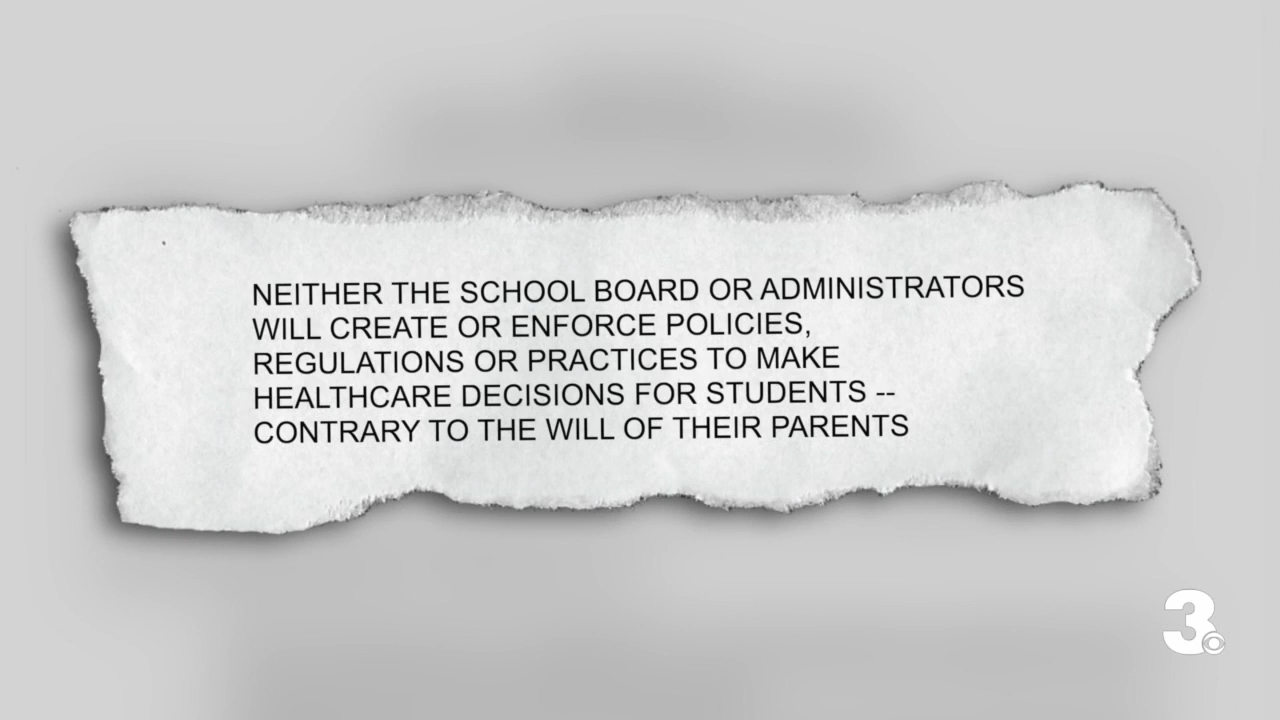 NEITHER THE SCHOOL BOARD OR ADMINISTRATORS
WILL CREATE OR ENFORCE POLICIES,
REGULATIONS OR PRACTICES TO MAKE
HEALTHCARE DECISIONS FOR STUDENTS --
CONTRARY TO THE WILL OF THEIR PARENTS
3